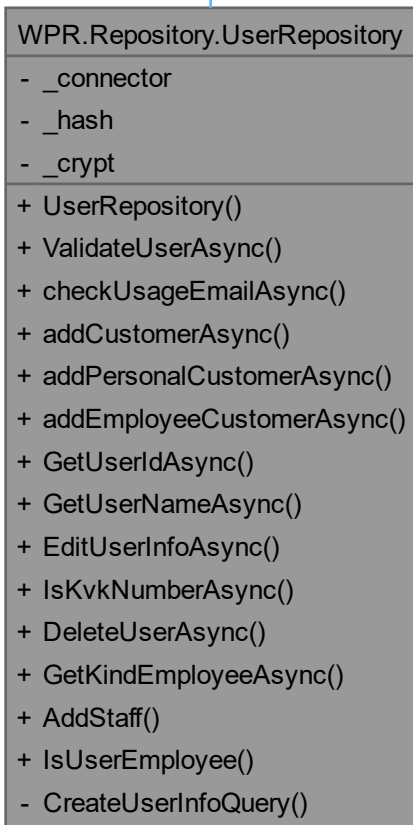 WPR.Repository.UserRepository
- _connector
- _hash
- _crypt
+ UserRepository()
+ ValidateUserAsync()
+ checkUsageEmailAsync()
+ addCustomerAsync()
+ addPersonalCustomerAsync()
+ addEmployeeCustomerAsync()
+ GetUserIdAsync()
+ GetUserNameAsync()
+ EditUserInfoAsync()
+ IsKvkNumberAsync()
+ DeleteUserAsync()
+ GetKindEmployeeAsync()
+ AddStaff()
+ IsUserEmployee()
- CreateUserInfoQuery()